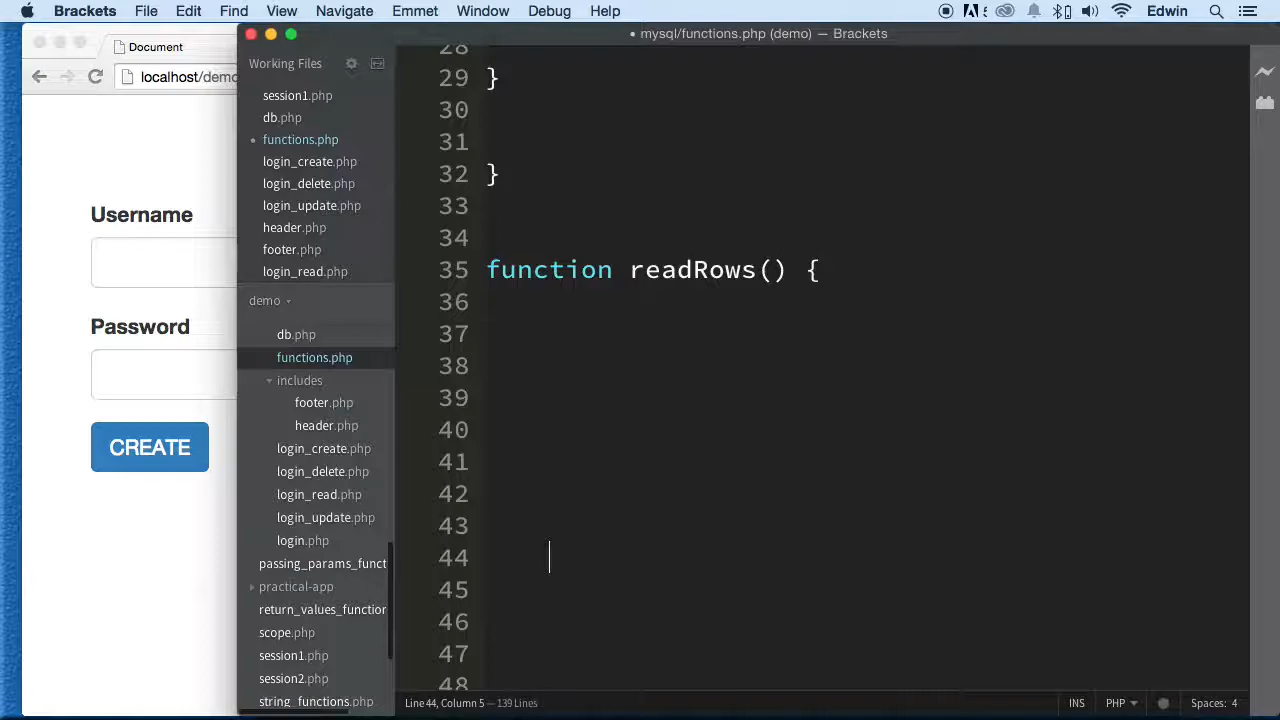 Brackets File Edit Find View Navigate Emmet Window Debug Help Edwin
Document
localhost/demo
Username
Password
CREATE
mysql/functions.php (demo) — Brackets
Working Files
session1.php
db.php
functions.php
login_create.php
login_delete.php
login_update.php
header.php
footer.php
login_read.php
demo
db.php
functions.php
includes
footer.php
header.php
login_create.php
login_delete.php
login_read.php
login_update.php
login.php
passing_params_funct
practical-app
return_values_function
scope.php
session1.php
session2.php
string_functions.php
28
29 }
30
31
32 }
33
34
35 function readRows() {
36
37
38
39
40
41
42
43
44
45
46
47
48
Line 44, Column 5 — 139 Lines
INS PHP Spaces: 4